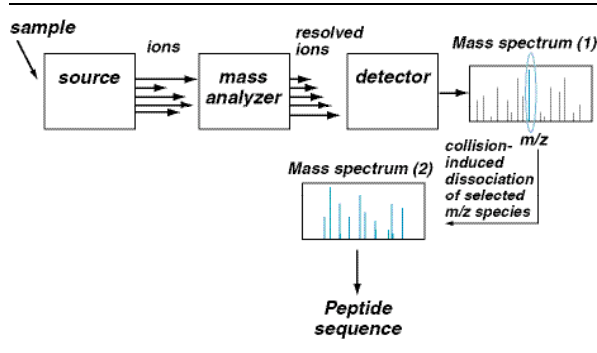 sample
ions
resolved
ions
source
mass
analyzer
detector
Mass spectrum (1)
m/z
collision-
induced
dissociation
of selected
m/z species
Mass spectrum (2)
Peptide
sequence